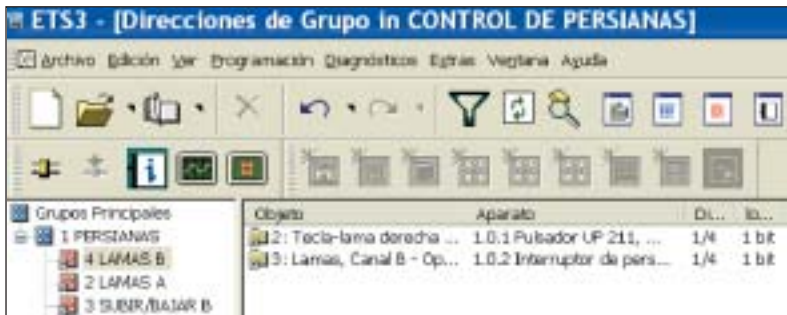 ETS3 - [Direcciones de Grupo in CONTROL DE PERSIANAS]
Archivo Edición Ver Programación Diagnósticos Extras Ventana Ayuda
Grupos Principales Objeto Aparato Di... lo...
1 PERSIANAS 2: Tecla-lama derecha ... 1.0.1 Pulsador UP 211, ... 1/4 1 bit
4 LAMAS B 3: Lamas, Canal B - Op... 1.0.2 Interruptor de pers... 1/4 1 bit
2 LAMAS A
3 SUBIR/BAJAR B